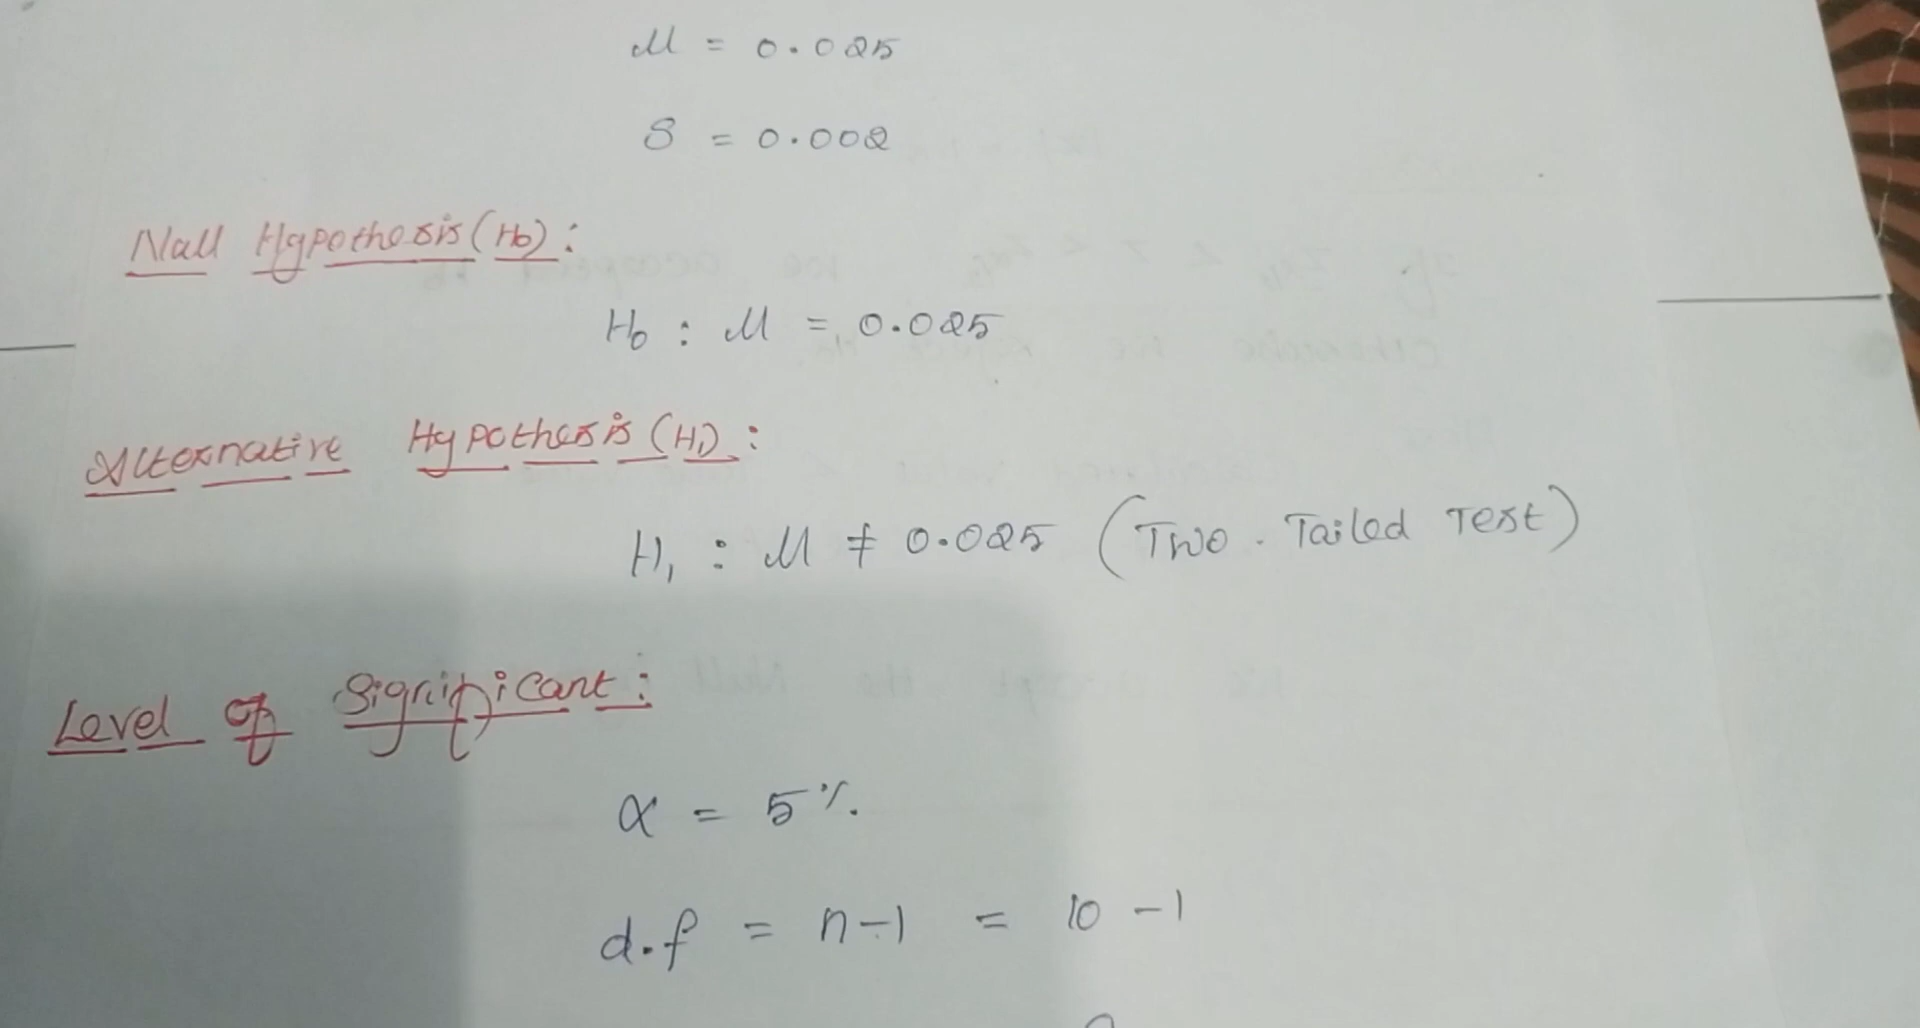 μ = 0.025
S = 0.002
Null Hypothesis (H₀) :
H₀ : μ = 0.025
Alternative Hypothesis (H₁) :
H₁ : μ ≠ 0.025 (Two - Tailed Test)
Level of Significant :
α = 5%
d.f = n-1 = 10 - 1